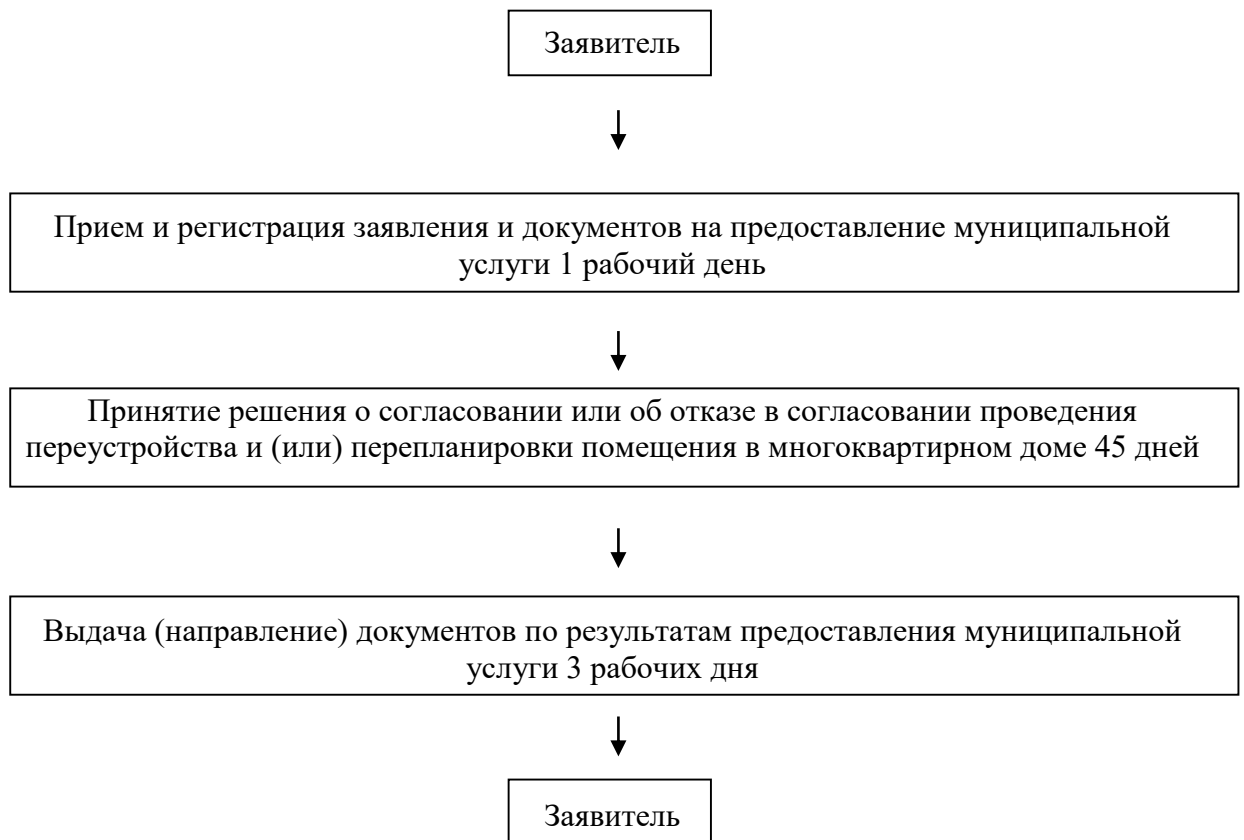 Заявитель
Прием и регистрация заявления и документов на предоставление муниципальной
услуги 1 рабочий день
Принятие решения о согласовании или об отказе в согласовании проведения
переустройства и (или) перепланировки помещения в многоквартирном доме 45 дней
Выдача (направление) документов по результатам предоставления муниципальной
услуги 3 рабочих дня
Заявитель